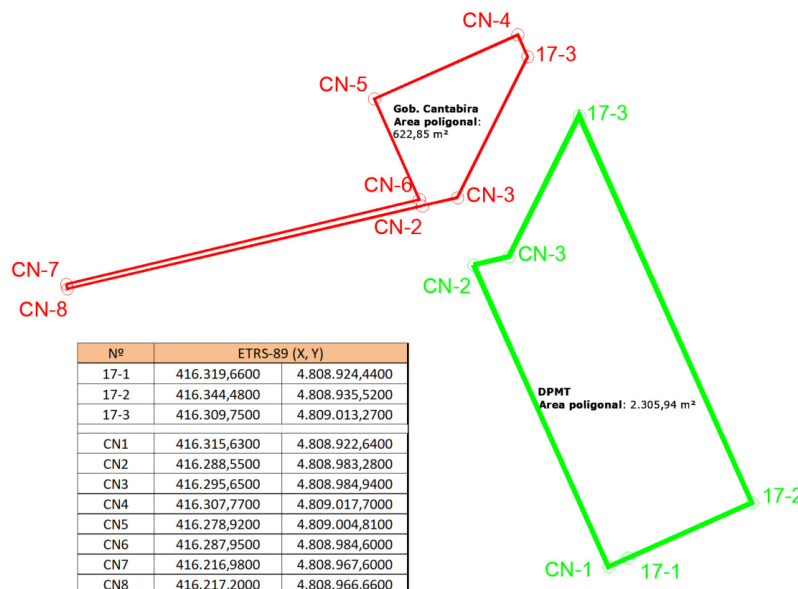 CN-4
17-3
CN-5
Gob. Cantabira
Area poligonal:
622,85 m²
17-3
CN-6
CN-3
CN-2
CN-7
CN-8
CN-3
CN-2
Nº ETRS-89 (X, Y)
17-1 416.319,6600 4.808.924,4400
17-2 416.344,4800 4.808.935,5200
17-3 416.309,7500 4.809.013,2700
CN1 416.315,6300 4.808.922,6400
CN2 416.288,5500 4.808.983,2800
CN3 416.295,6500 4.808.984,9400
CN4 416.307,7700 4.809.017,7000
CN5 416.278,9200 4.809.004,8100
CN6 416.287,9500 4.808.984,6000
CN7 416.216,9800 4.808.967,6000
CN8 416.217,2000 4.808.966,6600
DPMT
Area poligonal: 2.305,94 m²
17-2
CN-1
17-1